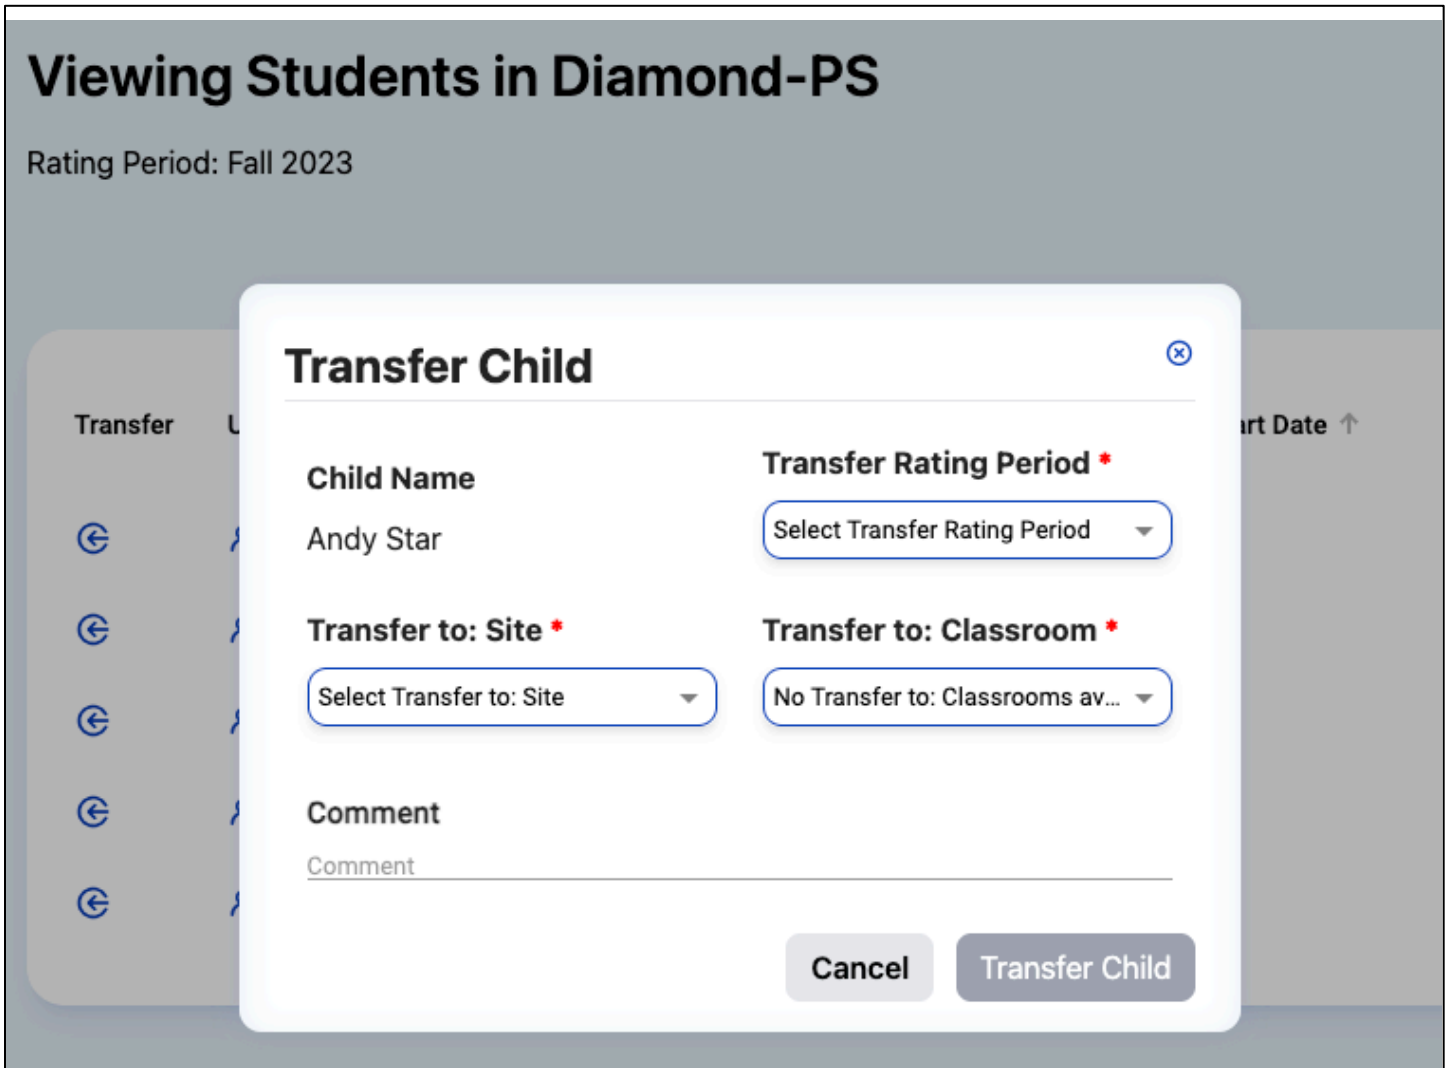 Viewing Students in Diamond-PS
Rating Period: Fall 2023
Transfer Child
Transfer
Date
Child Name
Andy Star
Transfer Rating Period *
Select Transfer Rating Period
Transfer to: Site *
Select Transfer to: Site
Transfer to: Classroom *
No Transfer to: Classrooms av...
Comment
Comment
Cancel
Transfer Child